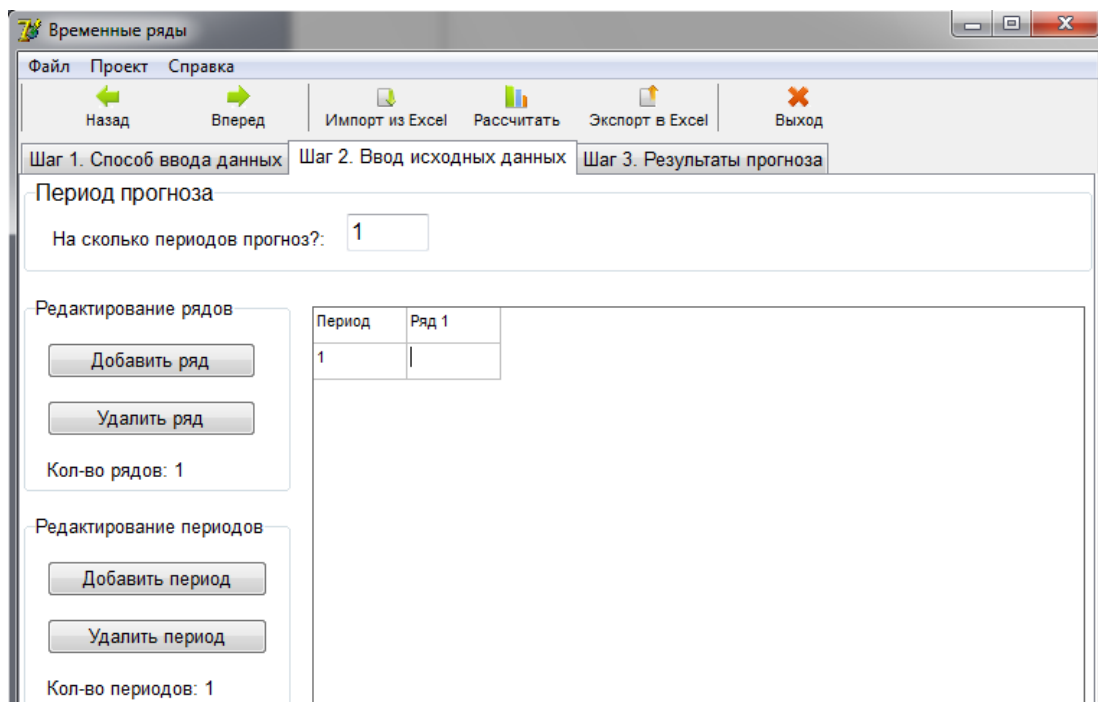 Временные ряды
Файл Проект Справка
Назад Вперед Импорт из Excel Рассчитать Экспорт в Excel Выход
Шаг 1. Способ ввода данных Шаг 2. Ввод исходных данных Шаг 3. Результаты прогноза
Период прогноза
На сколько периодов прогноз?: 1
Редактирование рядов
Период Ряд 1
1
Добавить ряд
Удалить ряд
Кол-во рядов: 1
Редактирование периодов
Добавить период
Удалить период
Кол-во периодов: 1